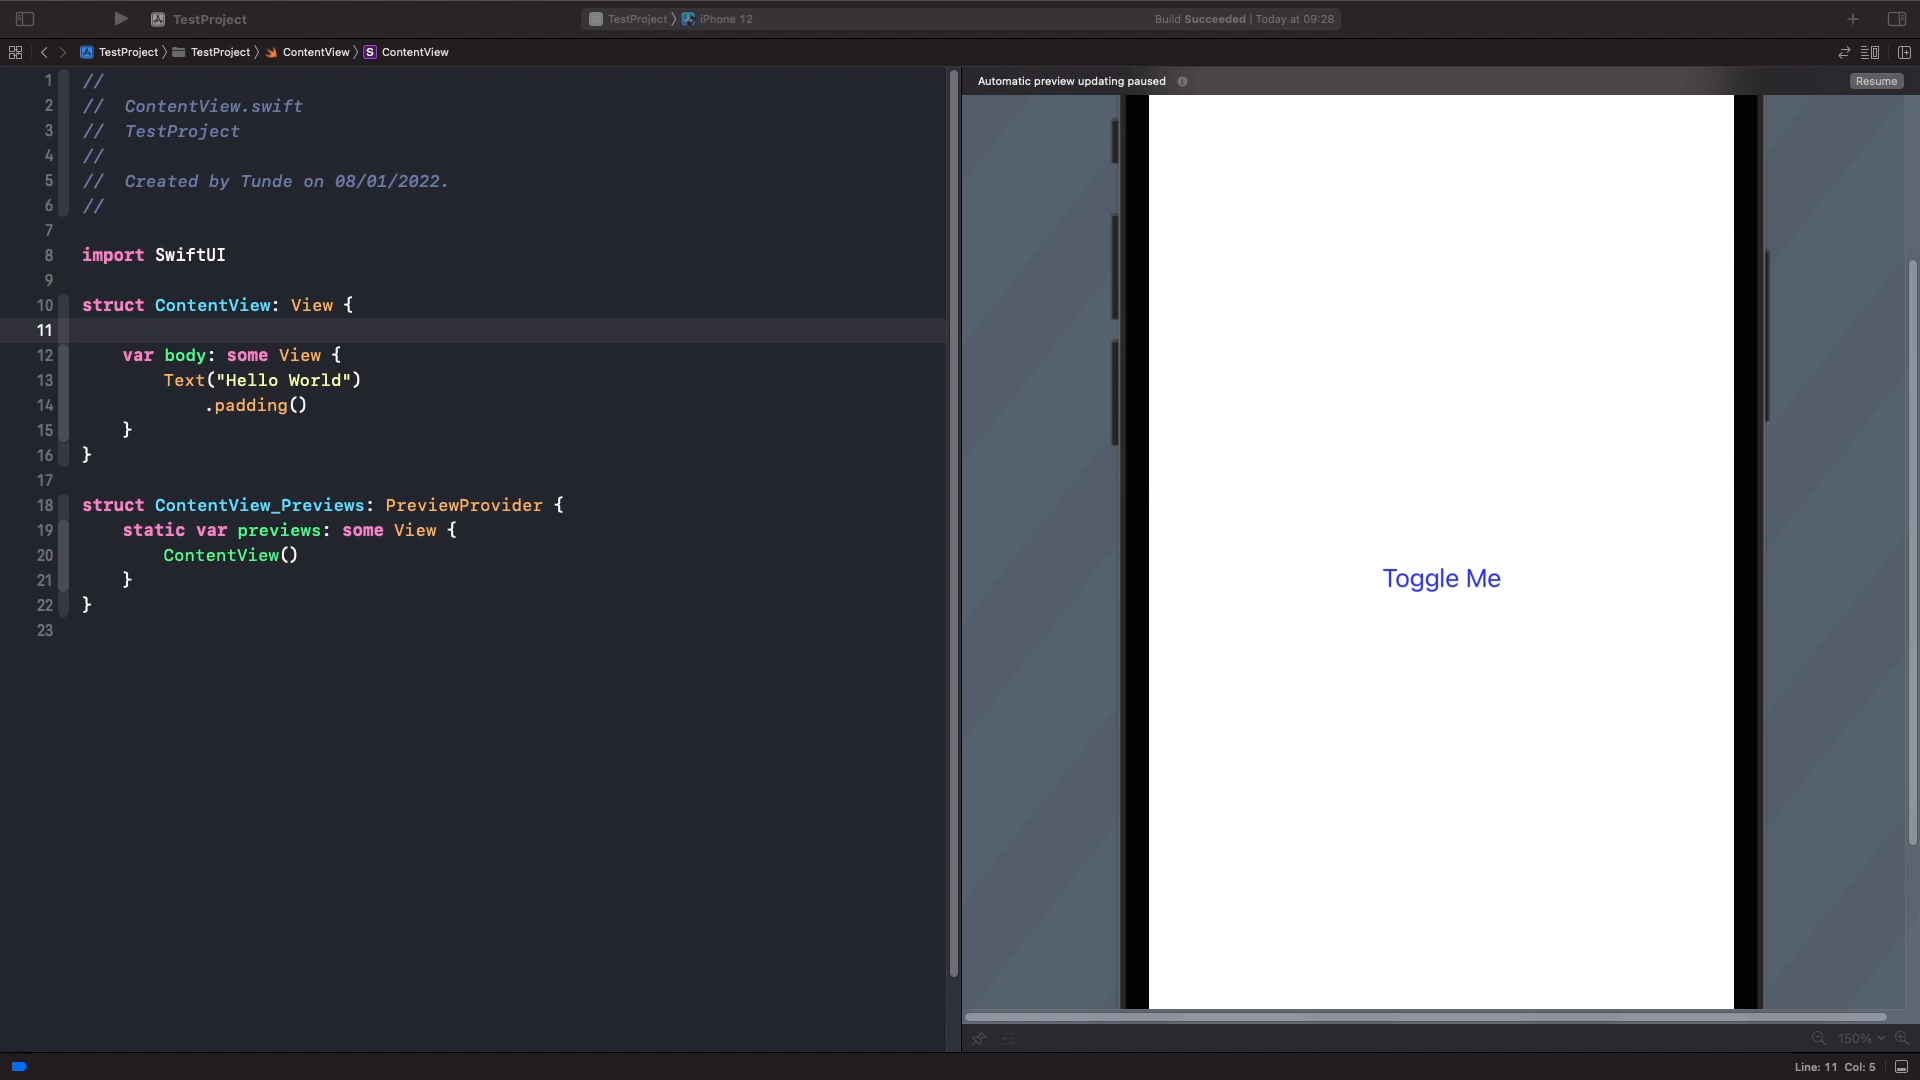 TestProject
TestProject 〉 iPhone 12
Build Succeeded | Today at 09:28
TestProject 〉 TestProject 〉 ContentView 〉 S ContentView
1 //
2 //  ContentView.swift
3 //  TestProject
4 //
5 //  Created by Tunde on 08/01/2022.
6 //
7
8 import SwiftUI
9
10 struct ContentView: View {
11
12     var body: some View {
13         Text("Hello World")
14             .padding()
15     }
16 }
17
18 struct ContentView_Previews: PreviewProvider {
19     static var previews: some View {
20         ContentView()
21     }
22 }
23
Automatic preview updating paused
Resume
Toggle Me
150%
Line: 11 Col: 5